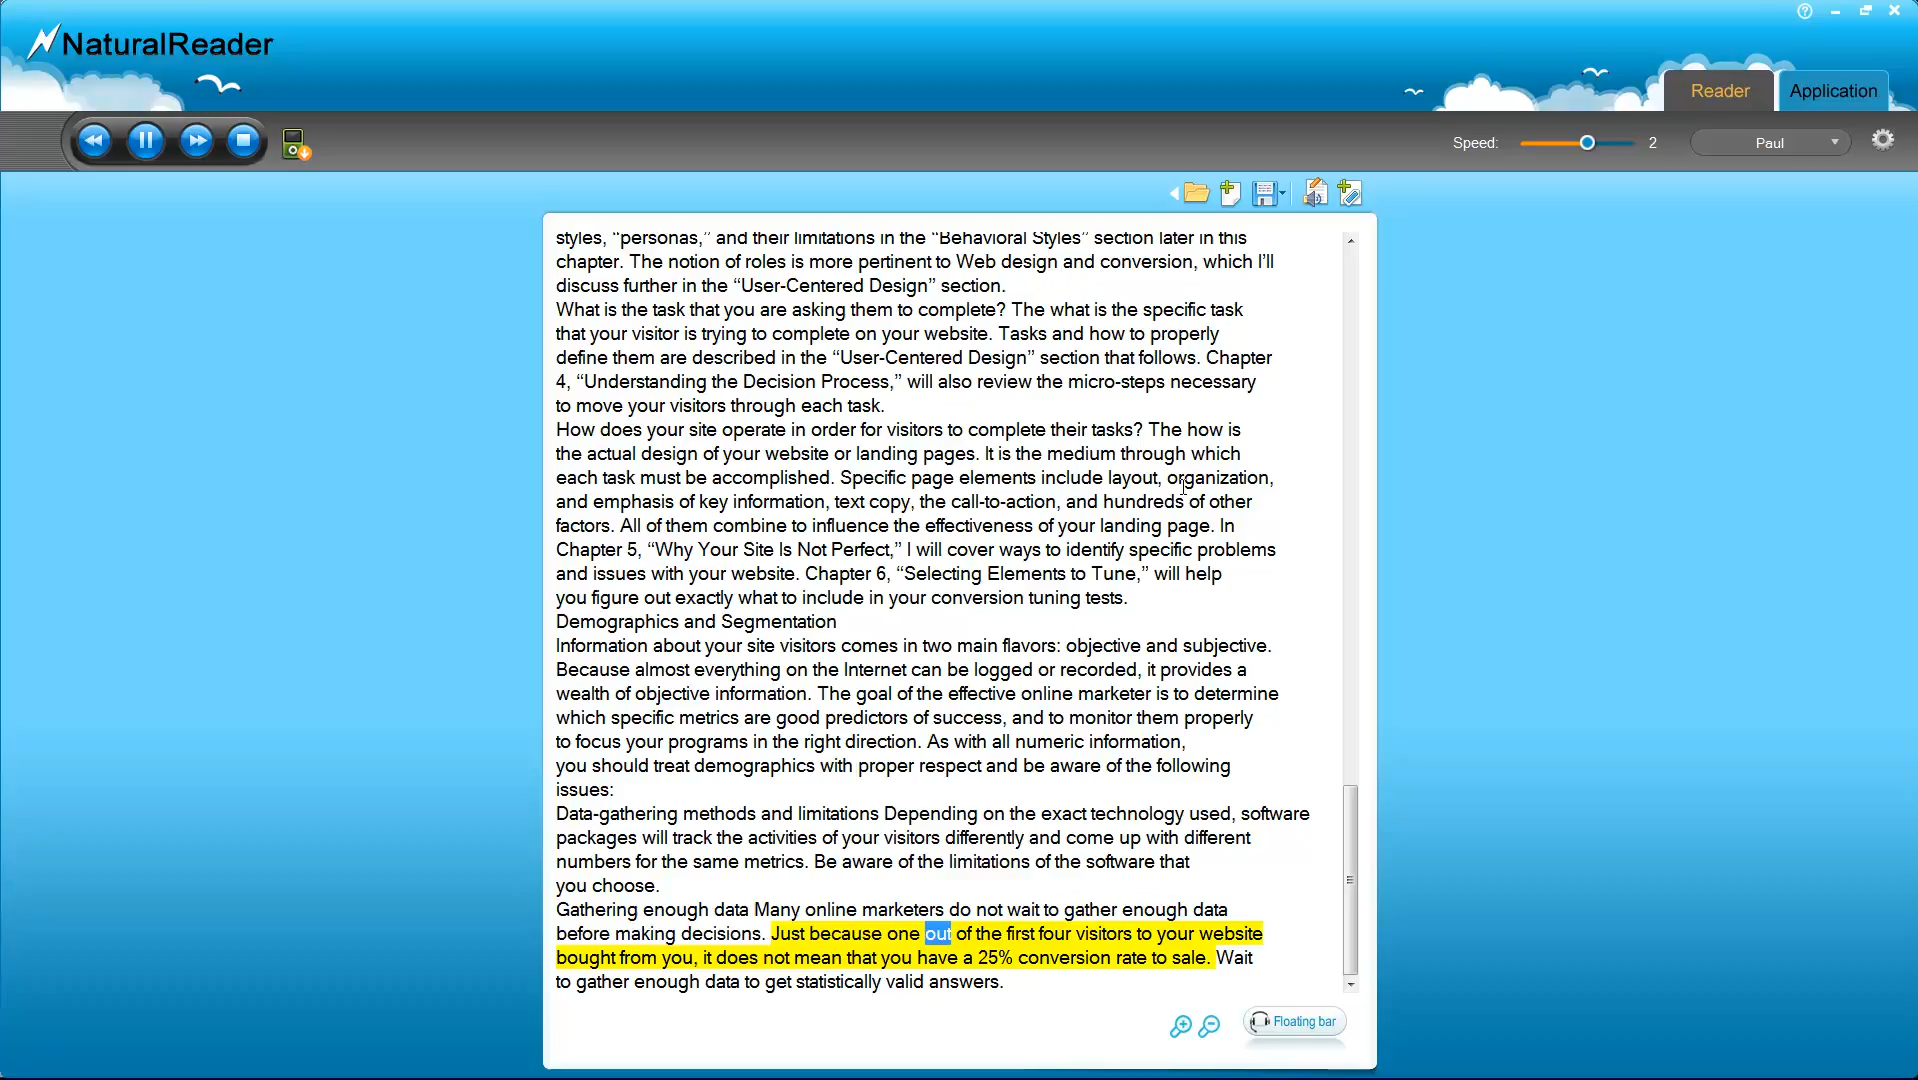 NaturalReader
Reader
Application
Speed:
2
Paul
styles, “personas,” and their limitations in the “Behavioral Styles” section later in this
chapter. The notion of roles is more pertinent to Web design and conversion, which I’ll
discuss further in the “User-Centered Design” section.
What is the task that you are asking them to complete? The what is the specific task
that your visitor is trying to complete on your website. Tasks and how to properly
define them are described in the “User-Centered Design” section that follows. Chapter
4, “Understanding the Decision Process,” will also review the micro-steps necessary
to move your visitors through each task.
How does your site operate in order for visitors to complete their tasks? The how is
the actual design of your website or landing pages. It is the medium through which
each task must be accomplished. Specific page elements include layout, organization,
and emphasis of key information, text copy, the call-to-action, and hundreds of other
factors. All of them combine to influence the effectiveness of your landing page. In
Chapter 5, “Why Your Site Is Not Perfect,” I will cover ways to identify specific problems
and issues with your website. Chapter 6, “Selecting Elements to Tune,” will help
you figure out exactly what to include in your conversion tuning tests.
Demographics and Segmentation
Information about your site visitors comes in two main flavors: objective and subjective.
Because almost everything on the Internet can be logged or recorded, it provides a
wealth of objective information. The goal of the effective online marketer is to determine
which specific metrics are good predictors of success, and to monitor them properly
to focus your programs in the right direction. As with all numeric information,
you should treat demographics with proper respect and be aware of the following
issues:
Data-gathering methods and limitations Depending on the exact technology used, software
packages will track the activities of your visitors differently and come up with different
numbers for the same metrics. Be aware of the limitations of the software that
you choose.
Gathering enough data Many online marketers do not wait to gather enough data
before making decisions. Just because one out of the first four visitors to your website
bought from you, it does not mean that you have a 25% conversion rate to sale. Wait
to gather enough data to get statistically valid answers.
Floating bar